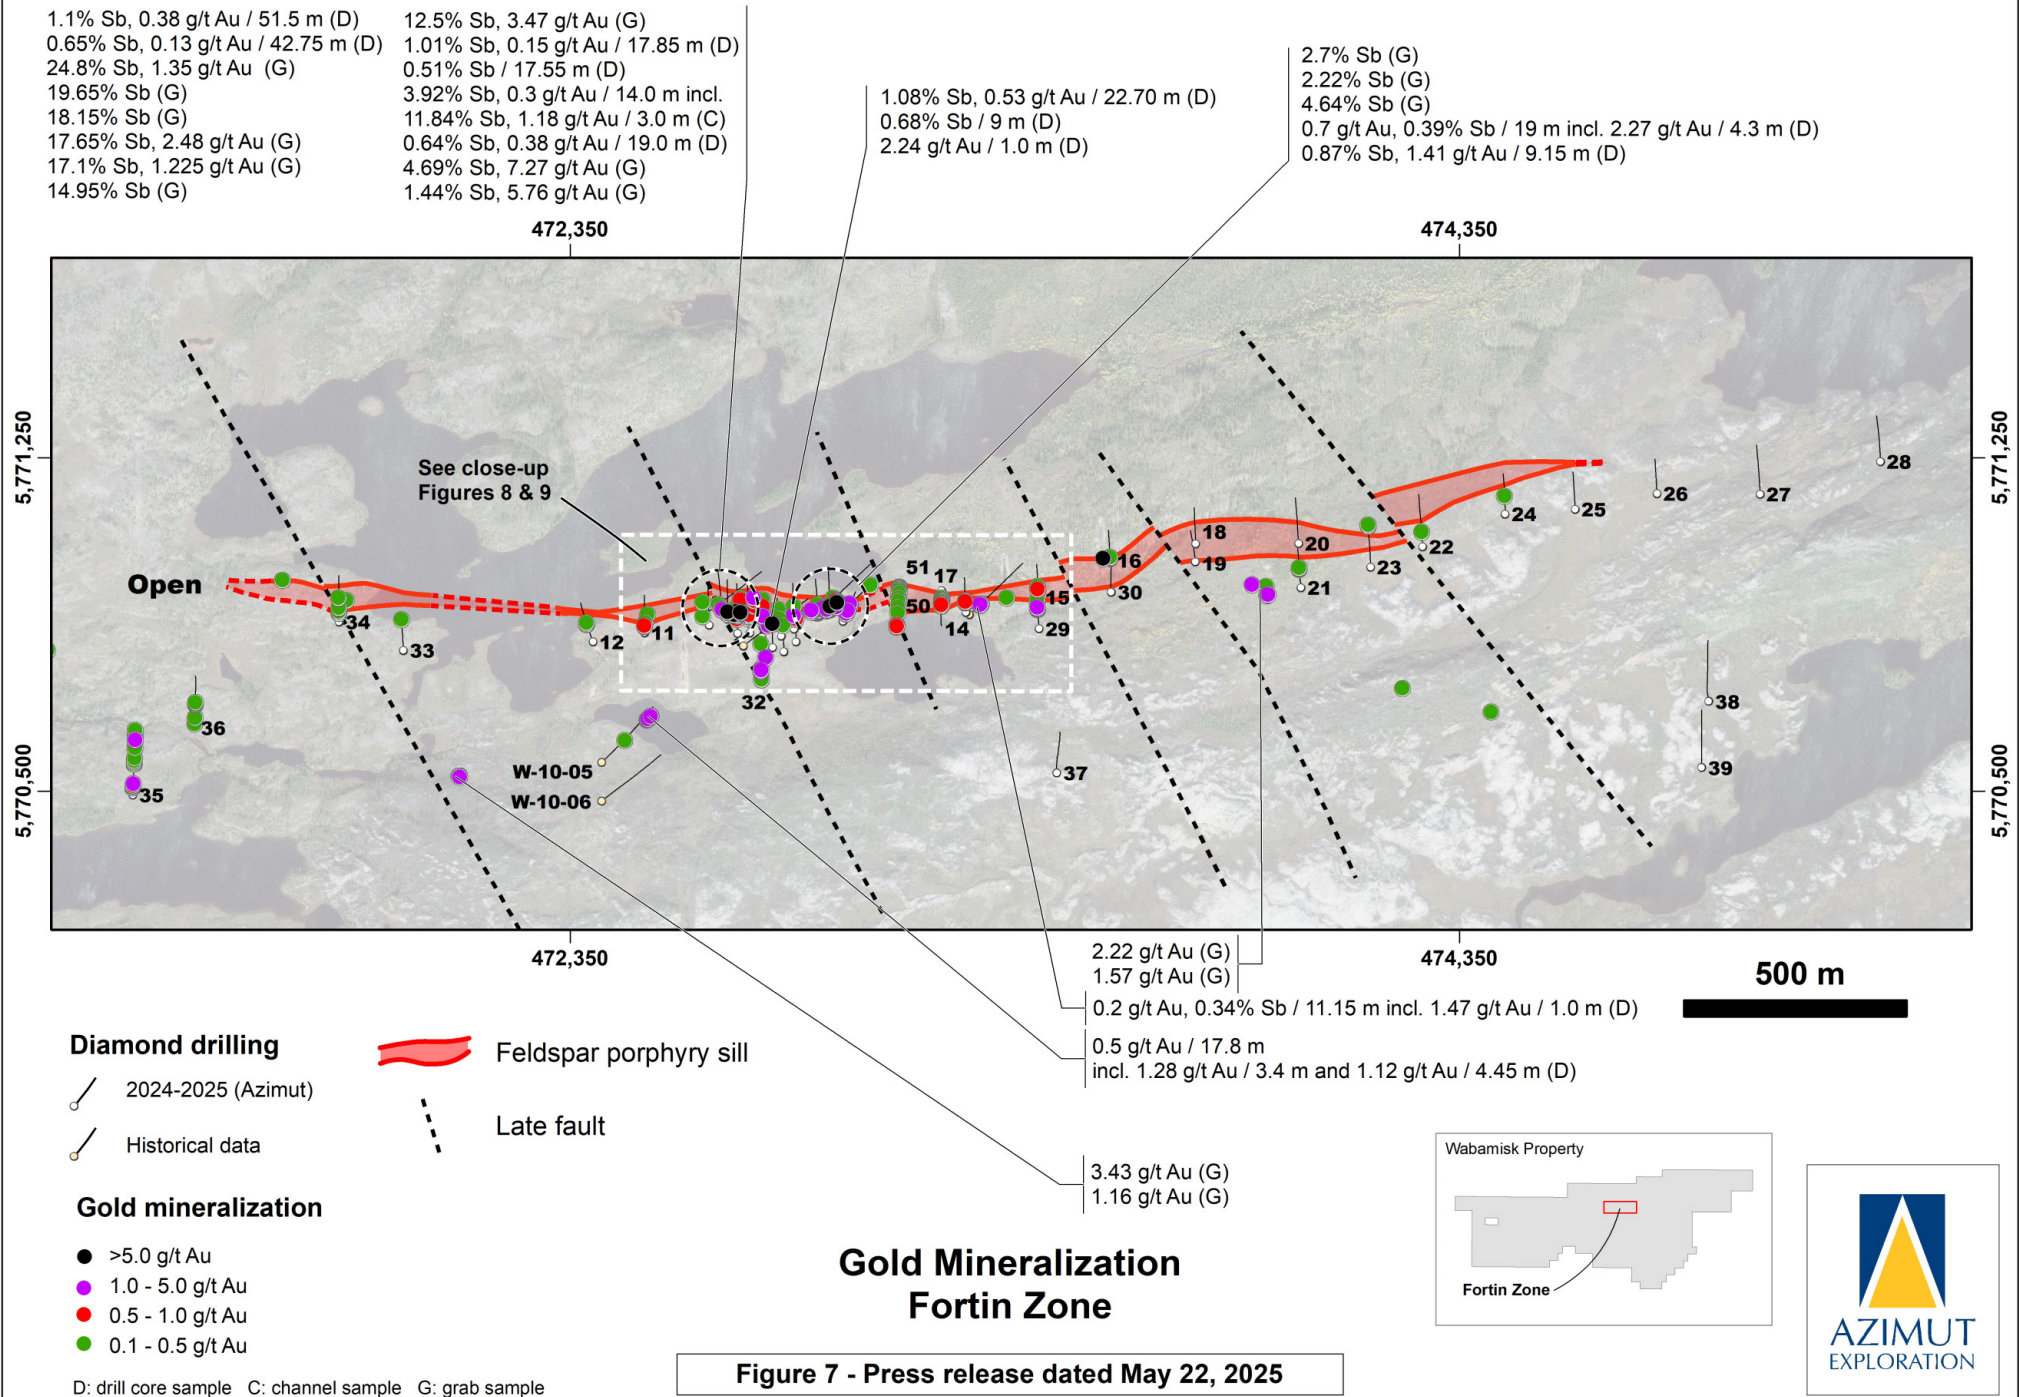 1.1% Sb, 0.38 g/t Au / 51.5 m (D)
0.65% Sb, 0.13 g/t Au / 42.75 m (D)
24.8% Sb, 1.35 g/t Au (G)
19.65% Sb (G)
18.15% Sb (G)
17.65% Sb, 2.48 g/t Au (G)
17.1% Sb, 1.225 g/t Au (G)
14.95% Sb (G)
12.5% Sb, 3.47 g/t Au (G)
1.01% Sb, 0.15 g/t Au / 17.85 m (D)
0.51% Sb / 17.55 m (D)
3.92% Sb, 0.3 g/t Au / 14.0 m incl.
11.84% Sb, 1.18 g/t Au / 3.0 m (C)
0.64% Sb, 0.38 g/t Au / 19.0 m (D)
4.69% Sb, 7.27 g/t Au (G)
1.44% Sb, 5.76 g/t Au (G)
1.08% Sb, 0.53 g/t Au / 22.70 m (D)
0.68% Sb / 9 m (D)
2.24 g/t Au / 1.0 m (D)
2.7% Sb (G)
2.22% Sb (G)
4.64% Sb (G)
0.7 g/t Au, 0.39% Sb / 19 m incl. 2.27 g/t Au / 4.3 m (D)
0.87% Sb, 1.41 g/t Au / 9.15 m (D)
472,350
474,350
5,771,250
5,771,250
See close-up
Figures 8 & 9
Open
28
26
27
25
24
22
23
18
20
19
21
16
30
51
17
50
15
14
29
11
12
34
33
32
36
35
38
39
37
W-10-05
W-10-06
5,770,500
5,770,500
472,350
474,350
2.22 g/t Au (G)
1.57 g/t Au (G)
0.2 g/t Au, 0.34% Sb / 11.15 m incl. 1.47 g/t Au / 1.0 m (D)
0.5 g/t Au / 17.8 m
incl. 1.28 g/t Au / 3.4 m and 1.12 g/t Au / 4.45 m (D)
3.43 g/t Au (G)
1.16 g/t Au (G)
500 m
Diamond drilling
2024-2025 (Azimut)
Historical data
Feldspar porphyry sill
Late fault
Gold mineralization
>5.0 g/t Au
1.0 - 5.0 g/t Au
0.5 - 1.0 g/t Au
0.1 - 0.5 g/t Au
D: drill core sample C: channel sample G: grab sample
Gold Mineralization
Fortin Zone
Figure 7 - Press release dated May 22, 2025
Wabamisk Property
Fortin Zone
AZIMUT
EXPLORATION